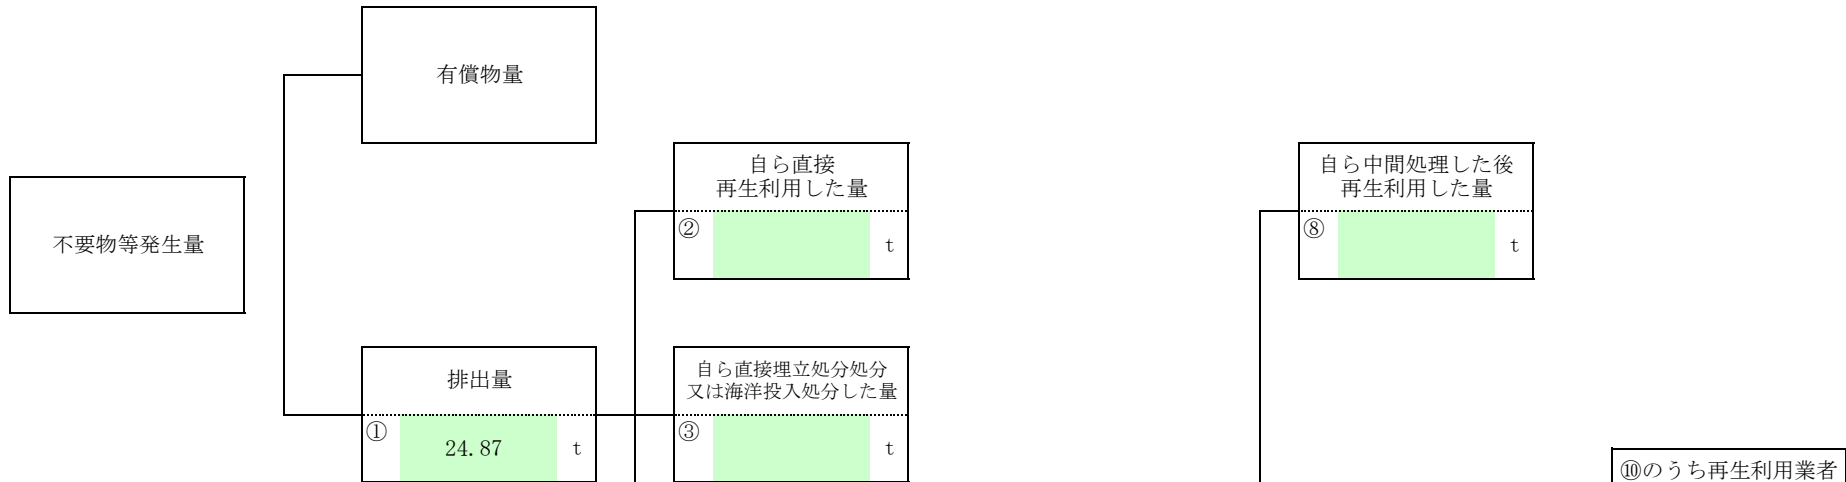 有償物量
自ら直接
再生利用した量
② t
自ら中間処理した後
再生利用した量
⑧ t
不要物等発生量
排出量
① 24.87 t
自ら直接埋立処分処分
又は海洋投入処分した量
③ t
⑩のうち再生利用業者